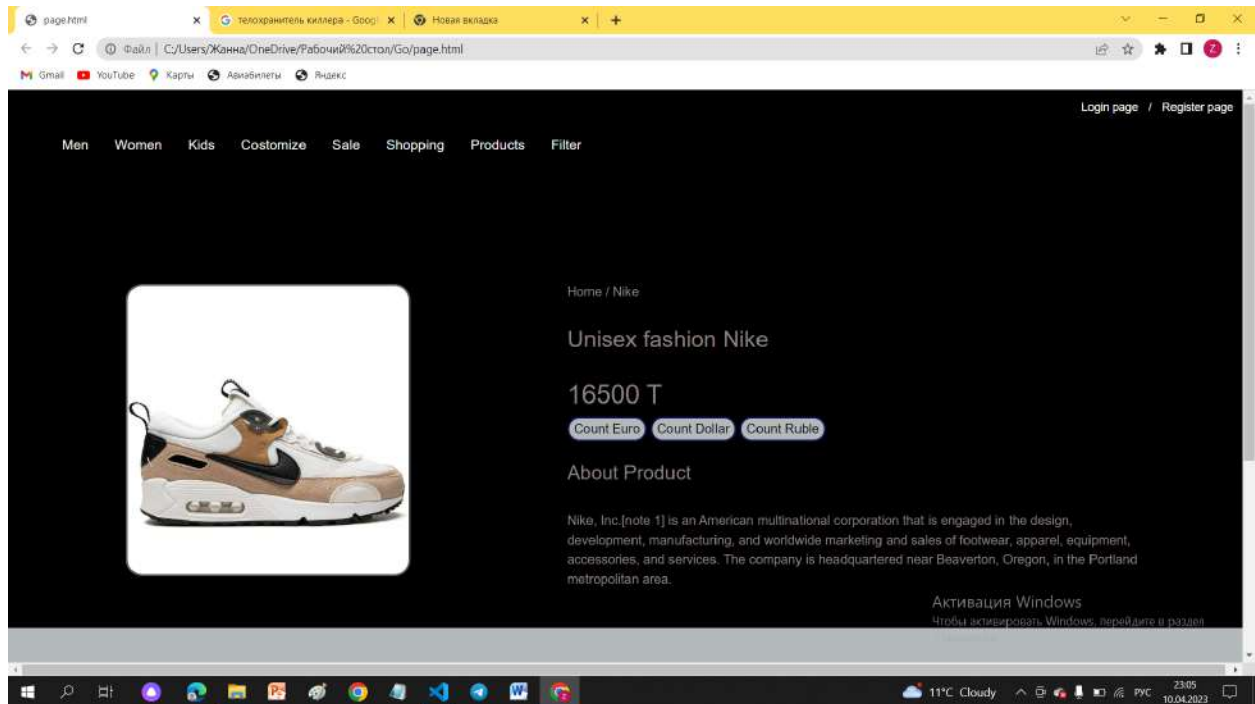 page.html
телохранитель киллера - Googl
Новая вкладка
Файл | C:/Users/Жанна/OneDrive/Рабочий%20стол/Go/page.html
Gmail YouTube Карты Авиабилеты Яндекс
Login page / Register page
Men Women Kids Costomize Sale Shopping Products Filter
Home / Nike
Unisex fashion Nike
16500 T
Count Euro Count Dollar Count Ruble
About Product
Nike, Inc.[note 1] is an American multinational corporation that is engaged in the design,
development, manufacturing, and worldwide marketing and sales of footwear, apparel, equipment,
accessories, and services. The company is headquartered near Beaverton, Oregon, in the Portland
metropolitan area.
Активация Windows
Чтобы активировать Windows, перейдите в раздел
11°C Cloudy РУС 23:05
10.04.2023